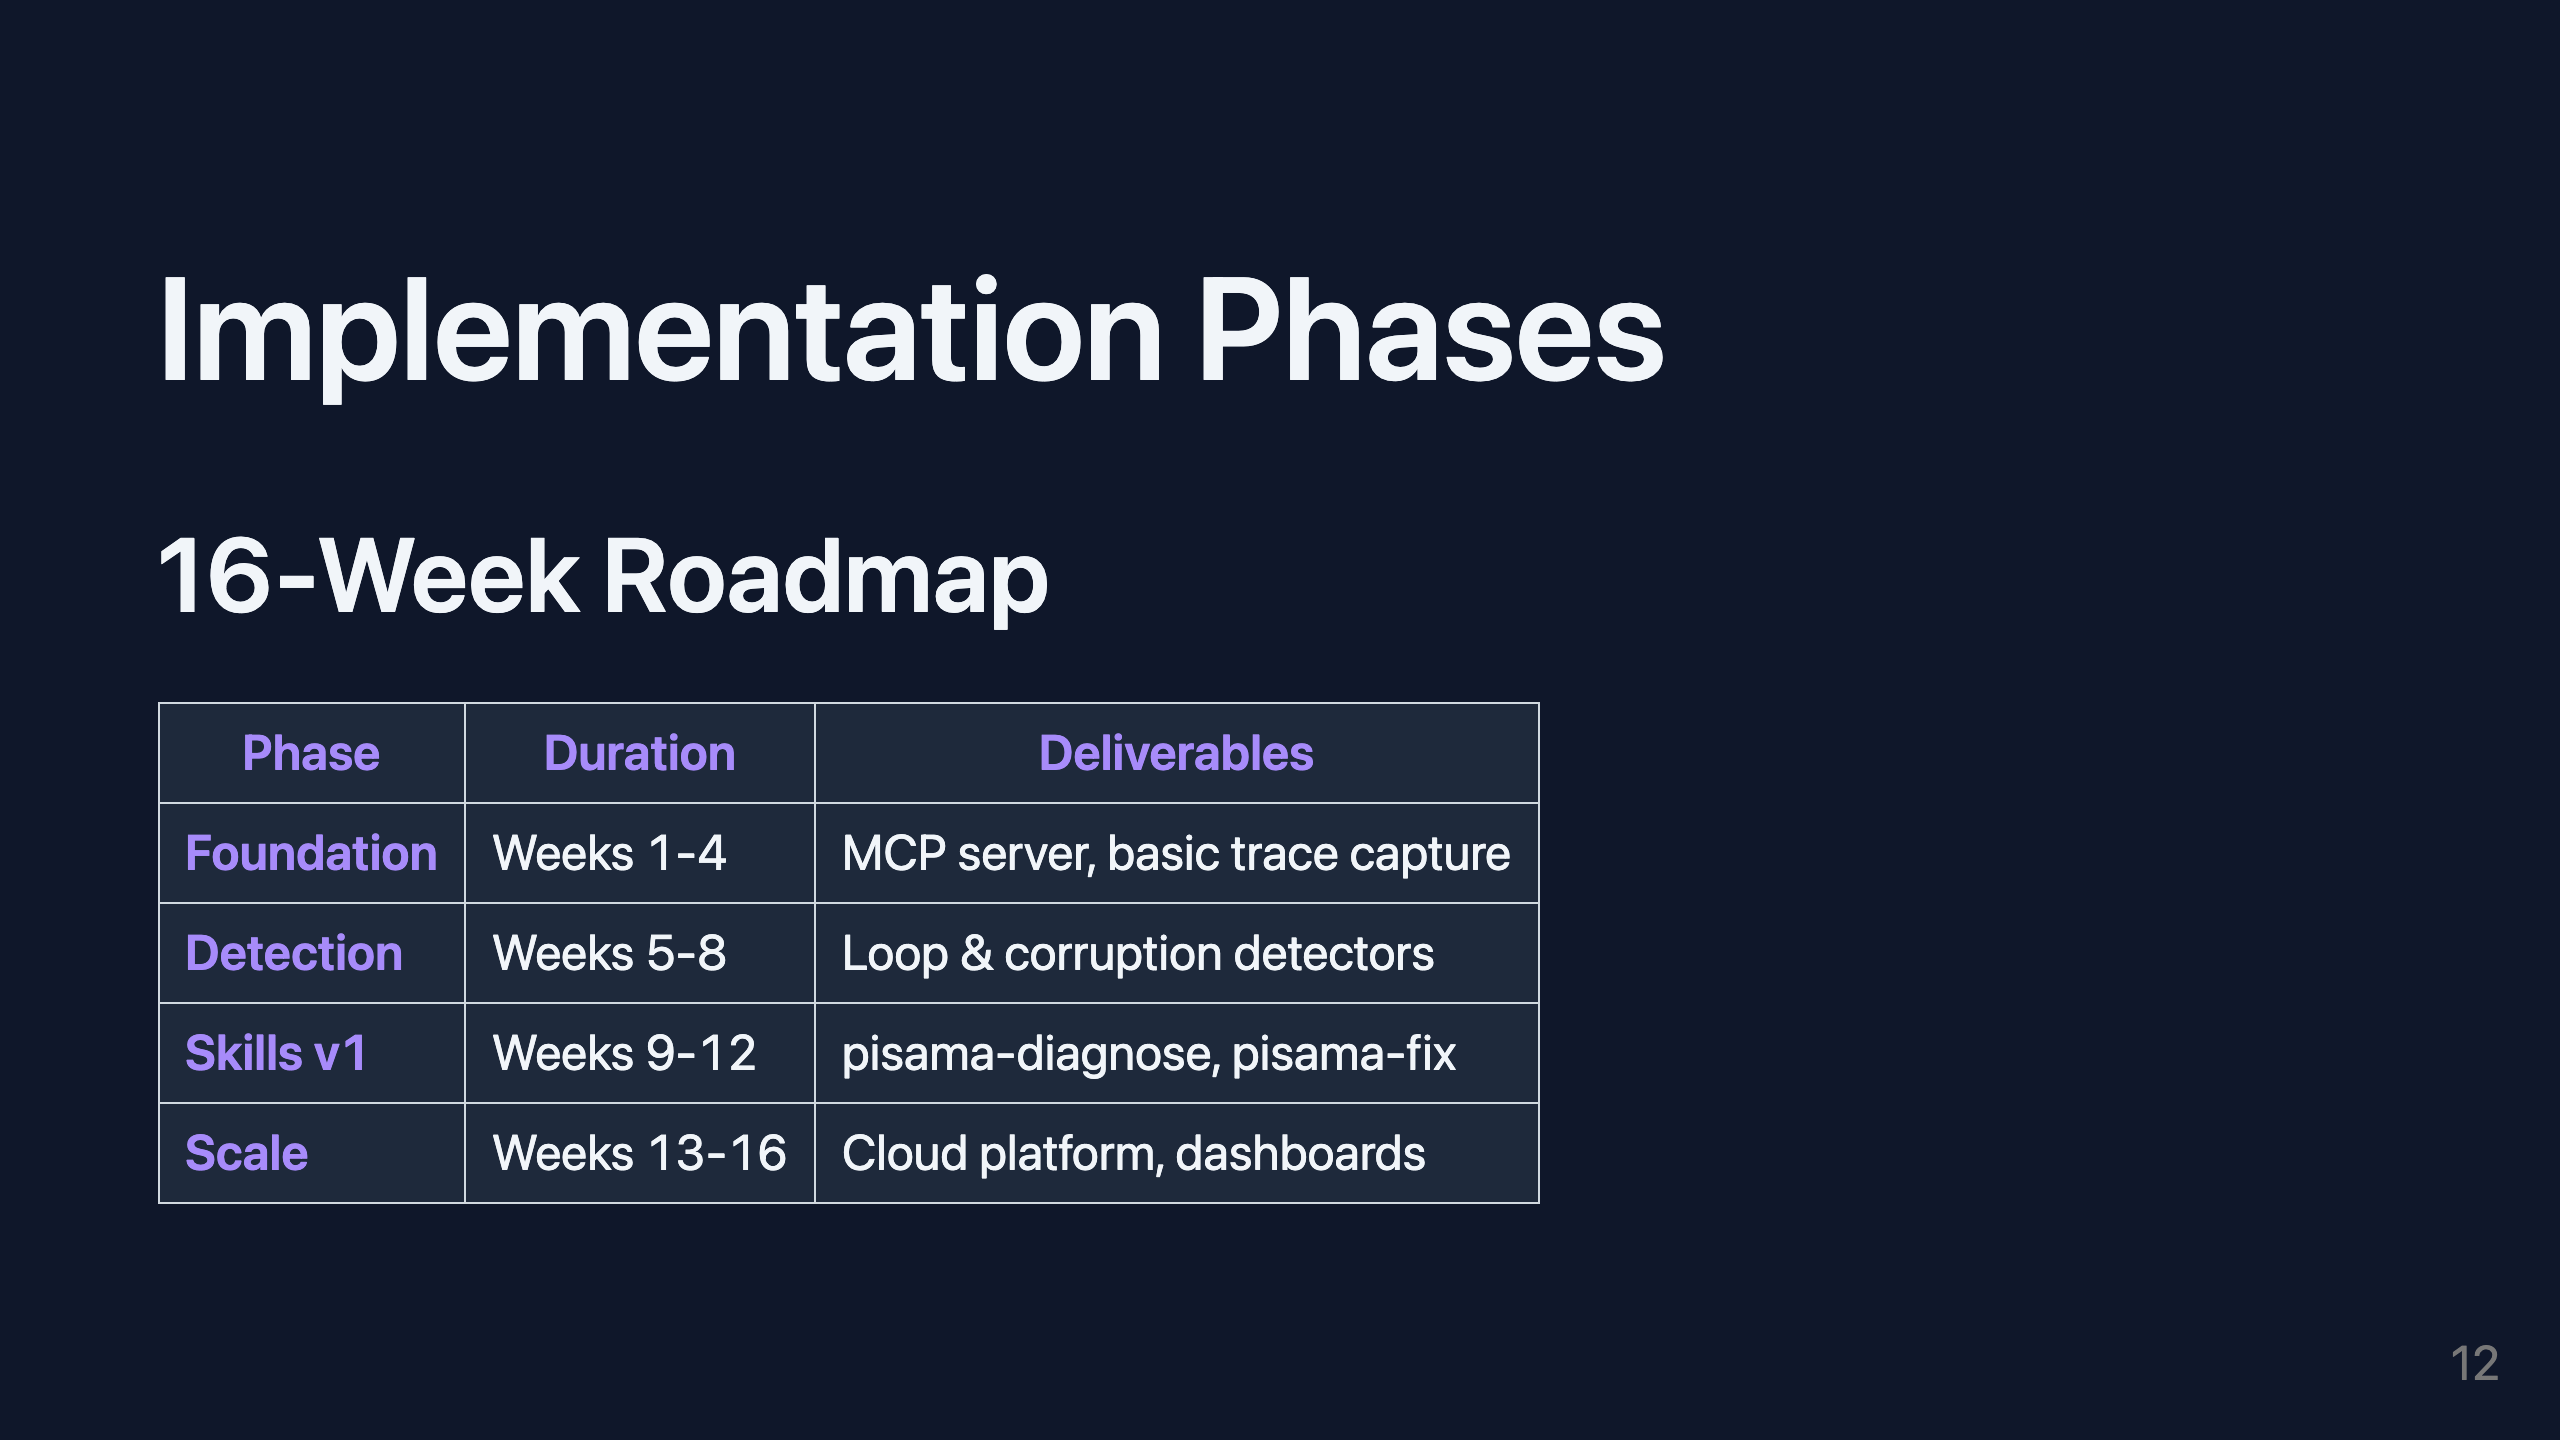 Implementation Phases
16-Week Roadmap
Phase Duration Deliverables
Foundation Weeks 1-4 MCP server, basic trace capture
Detection Weeks 5-8 Loop & corruption detectors
Skills v1 Weeks 9-12 pisama-diagnose, pisama-fix
Scale Weeks 13-16 Cloud platform, dashboards
12